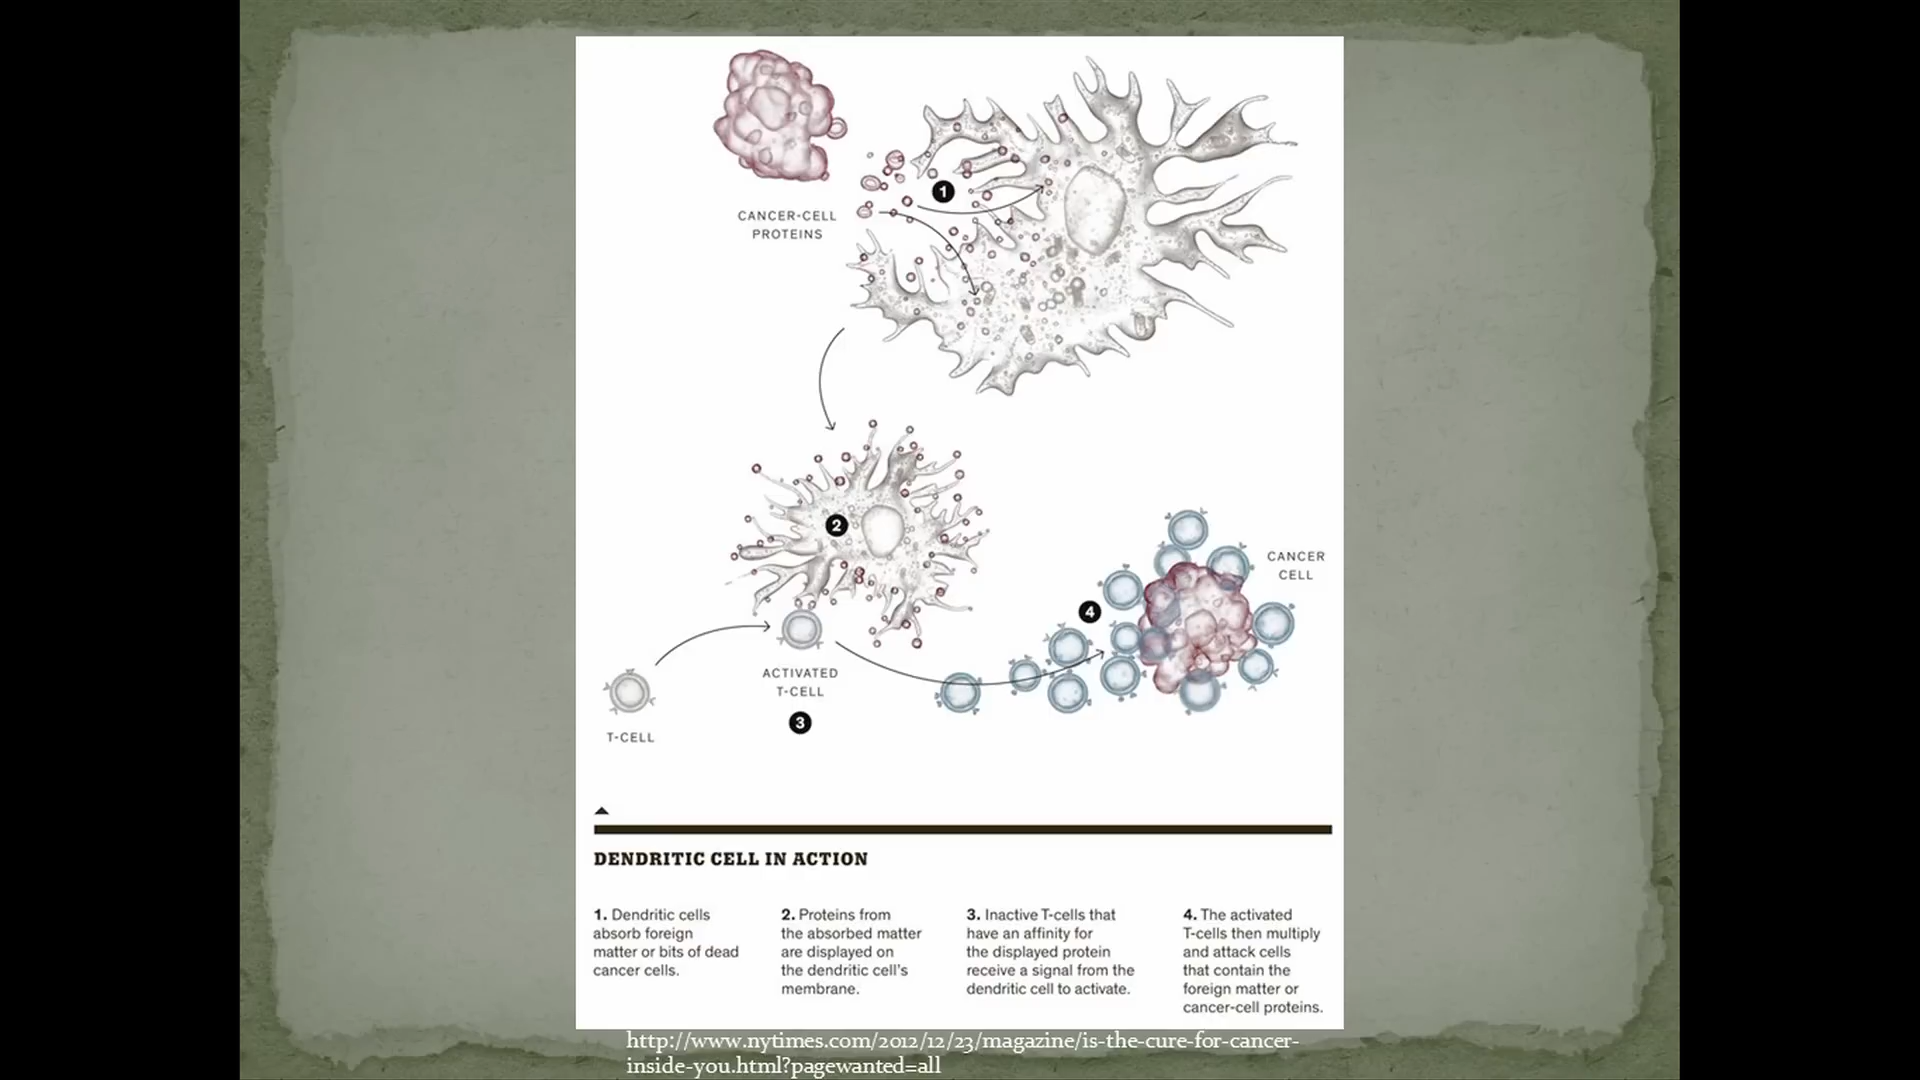 CANCER-CELL
PROTEINS
1
2
CANCER
CELL
4
ACTIVATED
T-CELL
3
T-CELL
DENDRITIC CELL IN ACTION
1. Dendritic cells
absorb foreign
matter or bits of dead
cancer cells.
2. Proteins from
the absorbed matter
are displayed on
the dendritic cell’s
membrane.
3. Inactive T-cells that
have an affinity for
the displayed protein
receive a signal from the
dendritic cell to activate.
4. The activated
T-cells then multiply
and attack cells
that contain the
foreign matter or
cancer-cell proteins.
http://www.nytimes.com/2012/12/23/magazine/is-the-cure-for-cancer-
inside-you.html?pagewanted=all